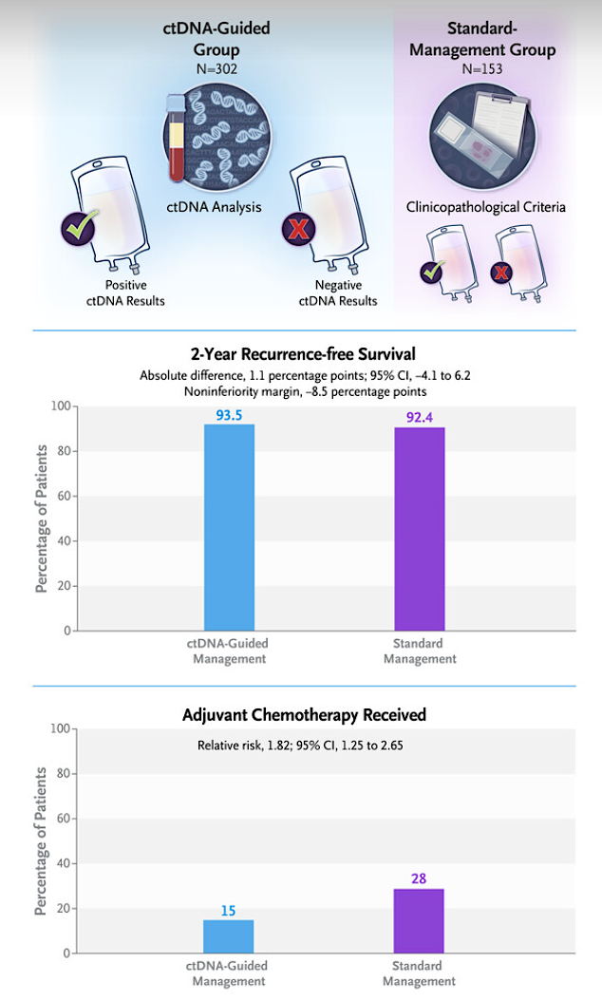 ctDNA-Guided
Group
N=302
Standard-
Management Group
N=153
ctDNA Analysis
Clinicopathological Criteria
Positive
ctDNA Results
Negative
ctDNA Results
2-Year Recurrence-free Survival
Absolute difference, 1.1 percentage points; 95% CI, –4.1 to 6.2
Noninferiority margin, –8.5 percentage points
Percentage of Patients
100
80
60
40
20
0
93.5
92.4
ctDNA-Guided
Management
Standard
Management
Adjuvant Chemotherapy Received
Relative risk, 1.82; 95% CI, 1.25 to 2.65
Percentage of Patients
100
80
60
40
20
0
15
28
ctDNA-Guided
Management
Standard
Management